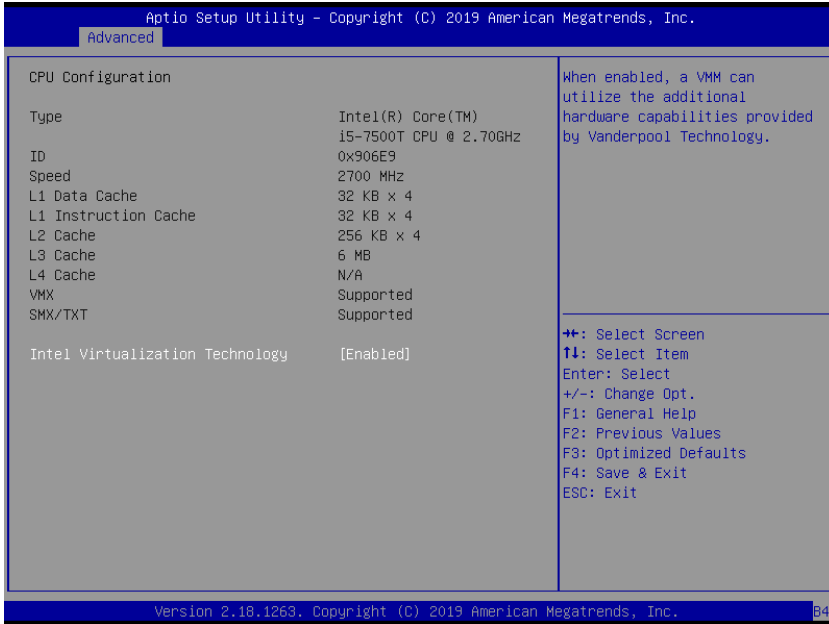 Aptio Setup Utility – Copyright (C) 2019 American Megatrends, Inc.
Advanced
CPU Configuration
Type Intel(R) Core(TM)
i5-7500T CPU @ 2.70GHz
ID 0x906E9
Speed 2700 MHz
L1 Data Cache 32 KB x 4
L1 Instruction Cache 32 KB x 4
L2 Cache 256 KB x 4
L3 Cache 6 MB
L4 Cache N/A
VMX Supported
SMX/TXT Supported
Intel Virtualization Technology [Enabled]
When enabled, a VMM can
utilize the additional
hardware capabilities provided
by Vanderpool Technology.
→←: Select Screen
↑↓: Select Item
Enter: Select
+/-: Change Opt.
F1: General Help
F2: Previous Values
F3: Optimized Defaults
F4: Save & Exit
ESC: Exit
Version 2.18.1263. Copyright (C) 2019 American Megatrends, Inc.
B4